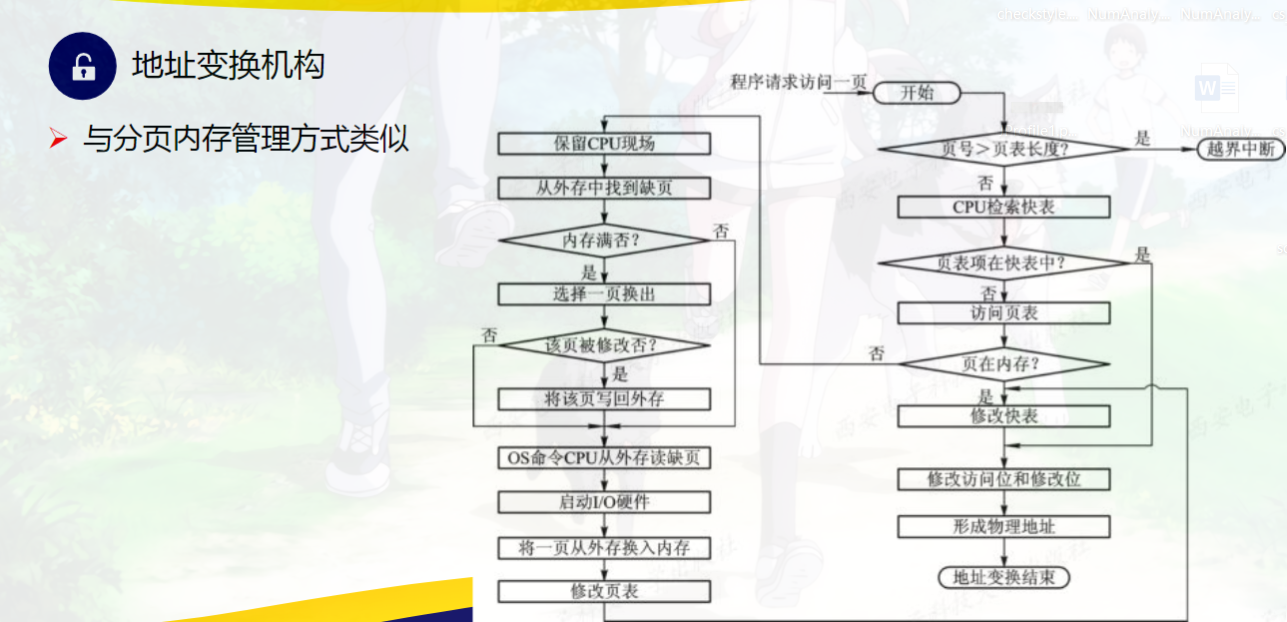 地址变换机构
与分页内存管理方式类似
程序请求访问一页
开始
页号＞页表长度？
是
越界中断
否
CPU检索快表
页表项在快表中？
是
否
访问页表
页在内存？
否
是
修改快表
修改访问位和修改位
形成物理地址
地址变换结束
保留CPU现场
从外存中找到缺页
内存满否？
否
是
选择一页换出
该页被修改否？
否
是
将该页写回外存
OS命令CPU从外存读缺页
启动I/O硬件
将一页从外存换入内存
修改页表
checkstyle...
NumAnaly...
NumAnaly...
NumAnaly...
W